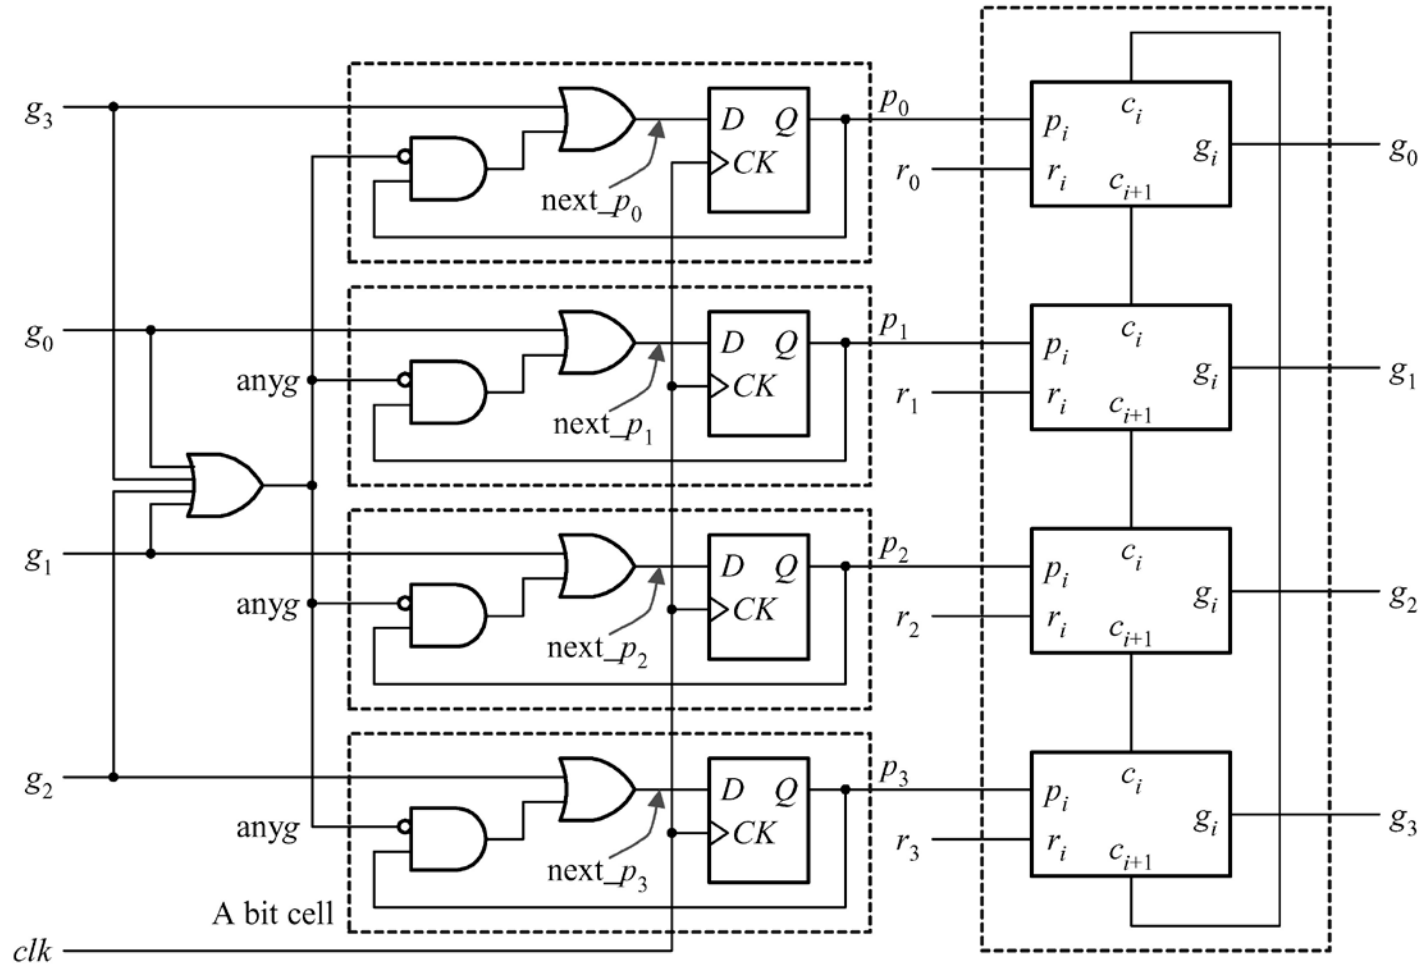 g3
p0
D Q
CK
next_p0
r0
pi
ri
ci
ci+1
gi
g0
g0
anyg
p1
D Q
CK
next_p1
r1
pi
ri
ci
ci+1
gi
g1
g1
anyg
p2
D Q
CK
next_p2
r2
pi
ri
ci
ci+1
gi
g2
g2
anyg
p3
D Q
CK
next_p3
r3
pi
ri
ci
ci+1
gi
g3
A bit cell
clk